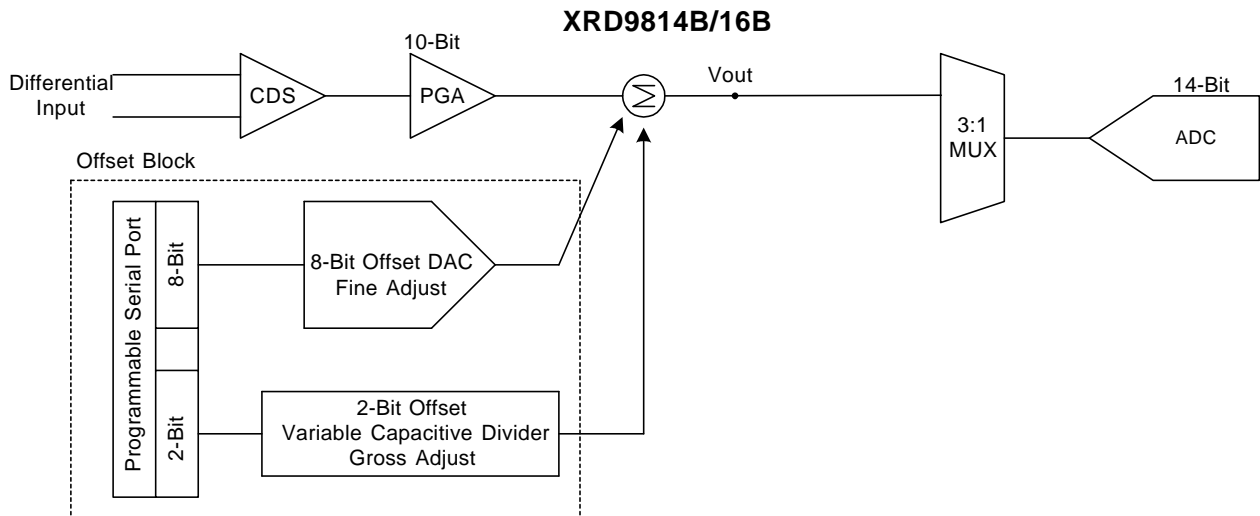 XRD9814B/16B
10-Bit
Differential
Input
CDS
PGA
Σ
Vout
3:1
MUX
14-Bit
ADC
Offset Block
Programmable Serial Port
8-Bit
2-Bit
8-Bit Offset DAC
Fine Adjust
2-Bit Offset
Variable Capacitive Divider
Gross Adjust